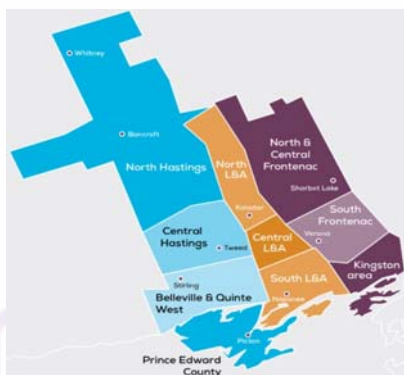 Whitney
Bancroft
North Hastings
North
L&A
North &
Central
Frontenac
Sharbot Lake
Kaladar
South
Frontenac
Verona
Central
Hastings
Tweed
Central
L&A
Kingston
area
Stirling
South L&A
Napanee
Belleville & Quinte
West
Picton
Prince Edward
County